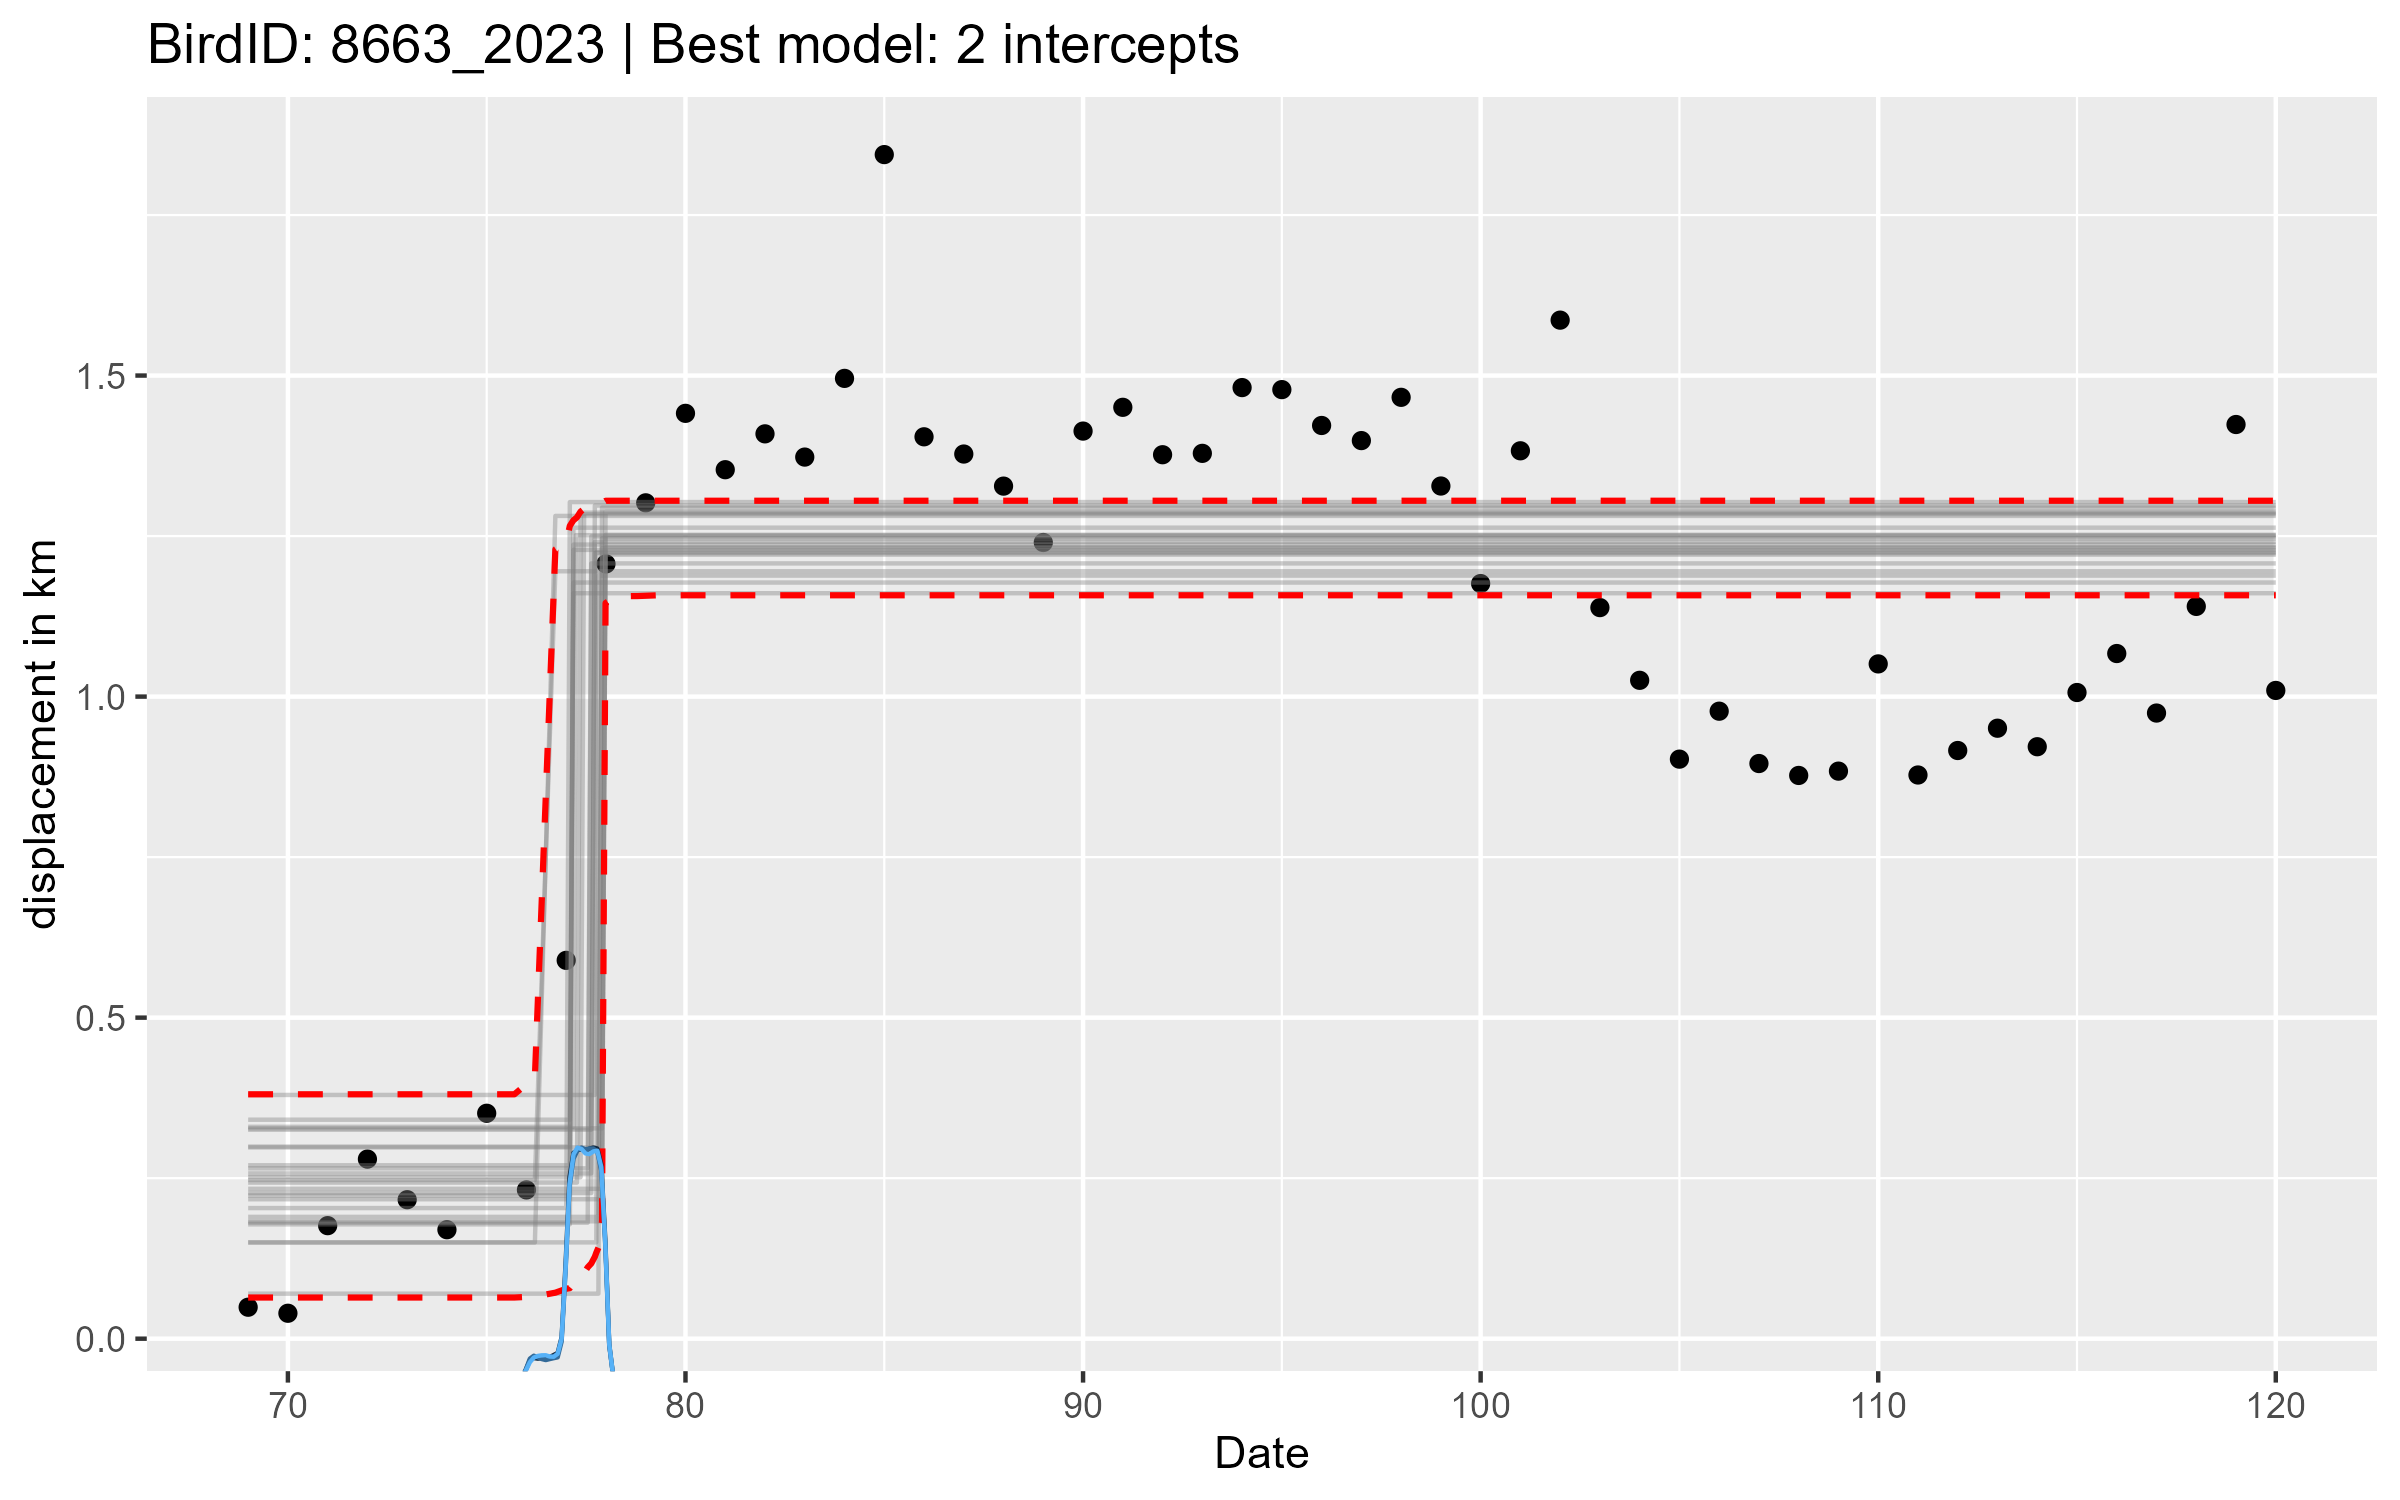 BirdID: 8663_2023 | Best model: 2 intercepts
displacement in km
1.5
1.0
0.5
0.0
70 80 90 100 110 120
Date